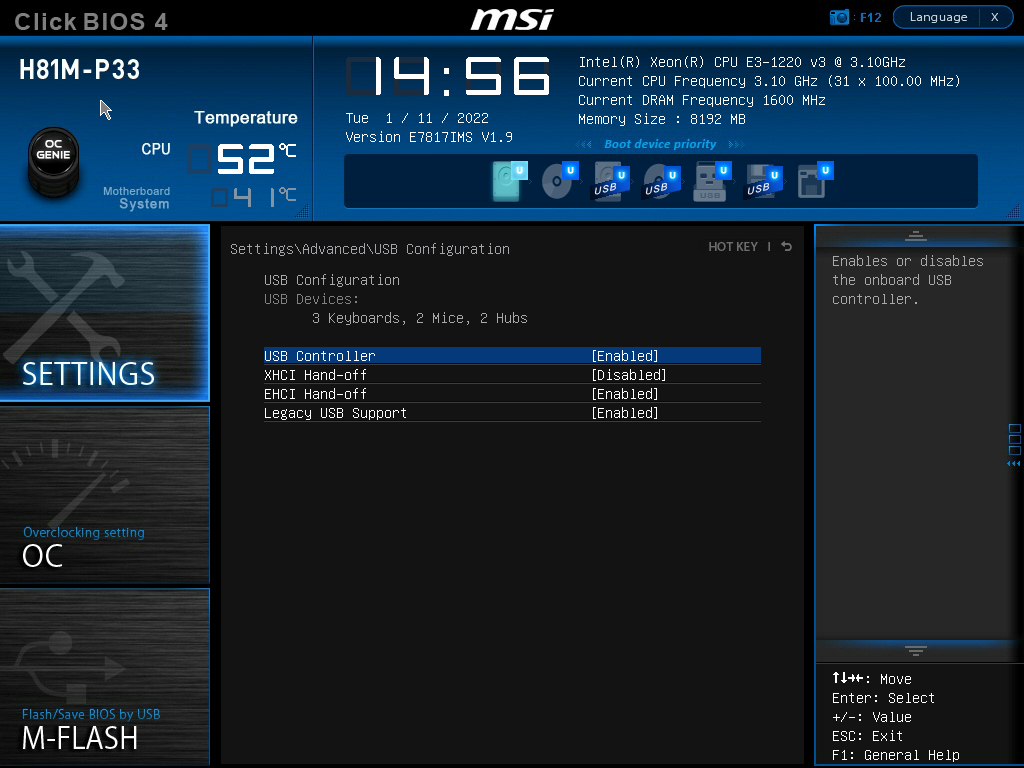 Click BIOS 4
msi
F12
Language
X
H81M-P33
OC
GENIE
Temperature
CPU
52°C
Motherboard
System
41°C
14:56
Tue 1 / 11 / 2022
Version E7817IMS V1.9
Intel(R) Xeon(R) CPU E3-1220 v3 @ 3.10GHz
Current CPU Frequency 3.10 GHz (31 x 100.00 MHz)
Current DRAM Frequency 1600 MHz
Memory Size : 8192 MB
Boot device priority
U U USB U USB U USB U USB U U
SETTINGS
Overclocking setting
OC
Flash/Save BIOS by USB
M-FLASH
Settings\Advanced\USB Configuration
HOT KEY |
USB Configuration
USB Devices:
3 Keyboards, 2 Mice, 2 Hubs
USB Controller [Enabled]
XHCI Hand-off [Disabled]
EHCI Hand-off [Enabled]
Legacy USB Support [Enabled]
Enables or disables
the onboard USB
controller.
↑↓→←: Move
Enter: Select
+/-: Value
ESC: Exit
F1: General Help